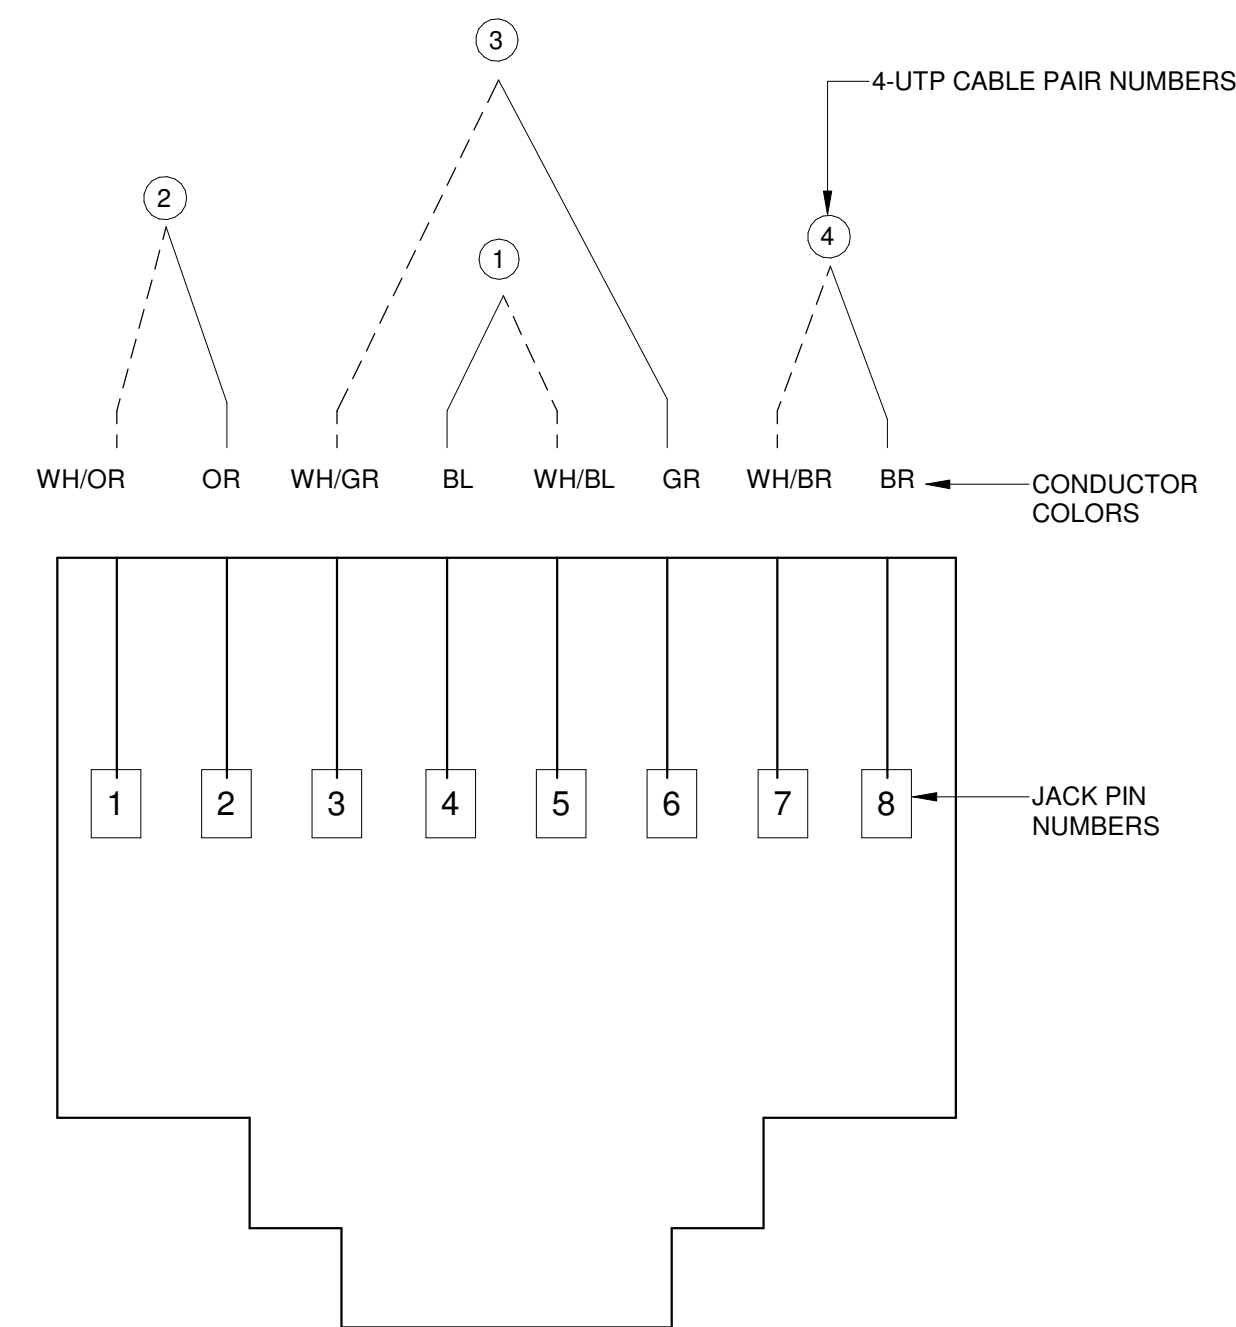 3
4-UTP CABLE PAIR NUMBERS
2
4
1
WH/OR OR WH/GR BL WH/BL GR WH/BR BR
CONDUCTOR
COLORS
1 2 3 4 5 6 7 8
JACK PIN
NUMBERS